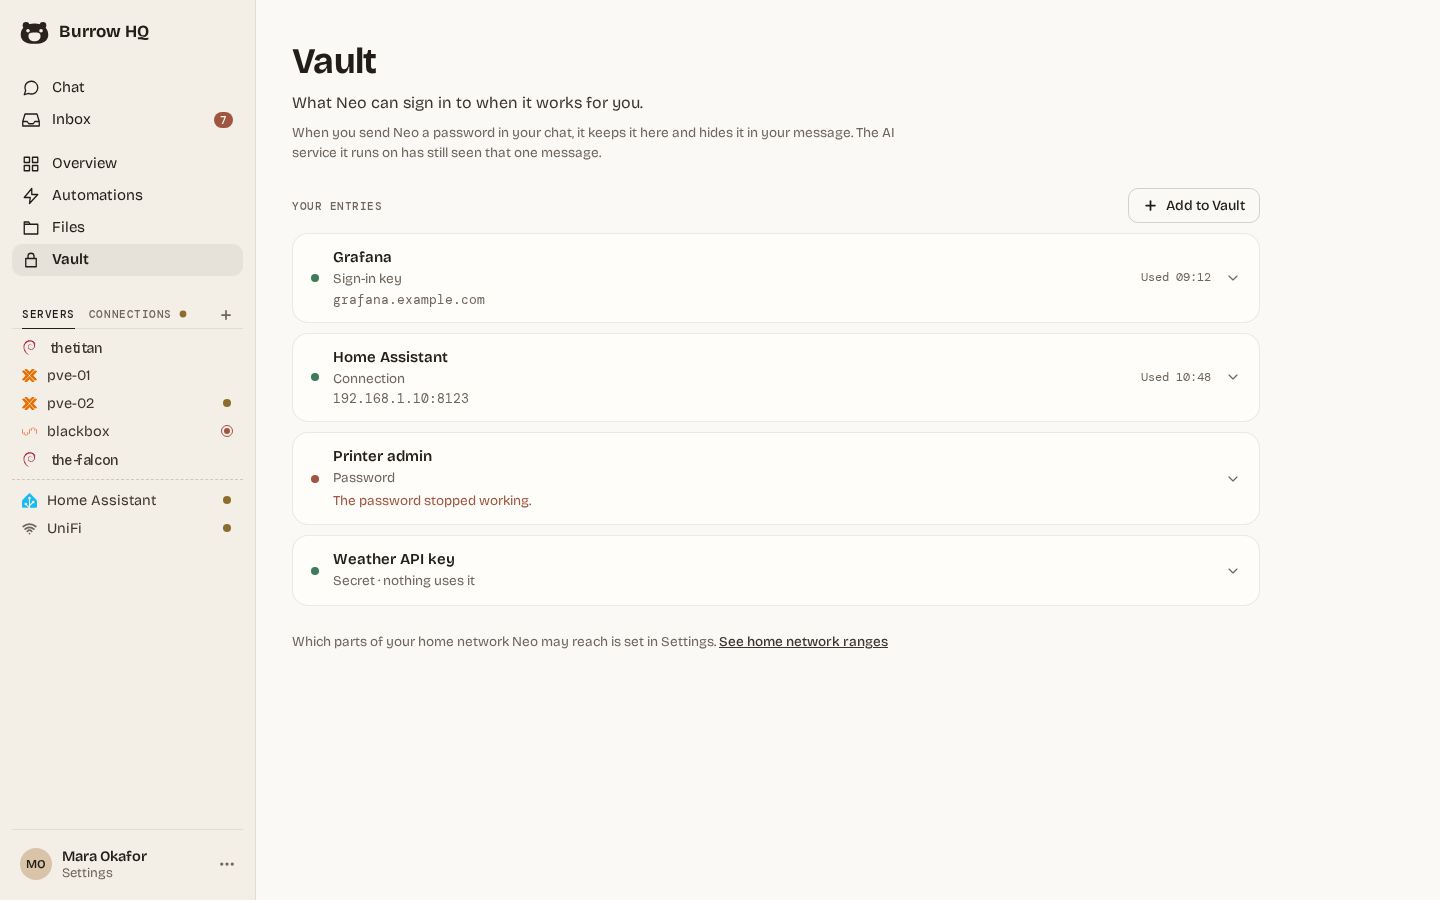 Burrow HQ
Chat
Inbox 7
Overview
Automations
Files
Vault
SERVERS CONNECTIONS
thetitan
pve-01
pve-02
blackbox
the-falcon
Home Assistant
UniFi
MO
Mara Okafor
Settings
Vault
What Neo can sign in to when it works for you.
When you send Neo a password in your chat, it keeps it here and hides it in your message. The AI
service it runs on has still seen that one message.
YOUR ENTRIES
Add to Vault
Grafana
Sign-in key
grafana.example.com
Used 09:12
Home Assistant
Connection
192.168.1.10:8123
Used 10:48
Printer admin
Password
The password stopped working.
Weather API key
Secret · nothing uses it
Which parts of your home network Neo may reach is set in Settings. See home network ranges